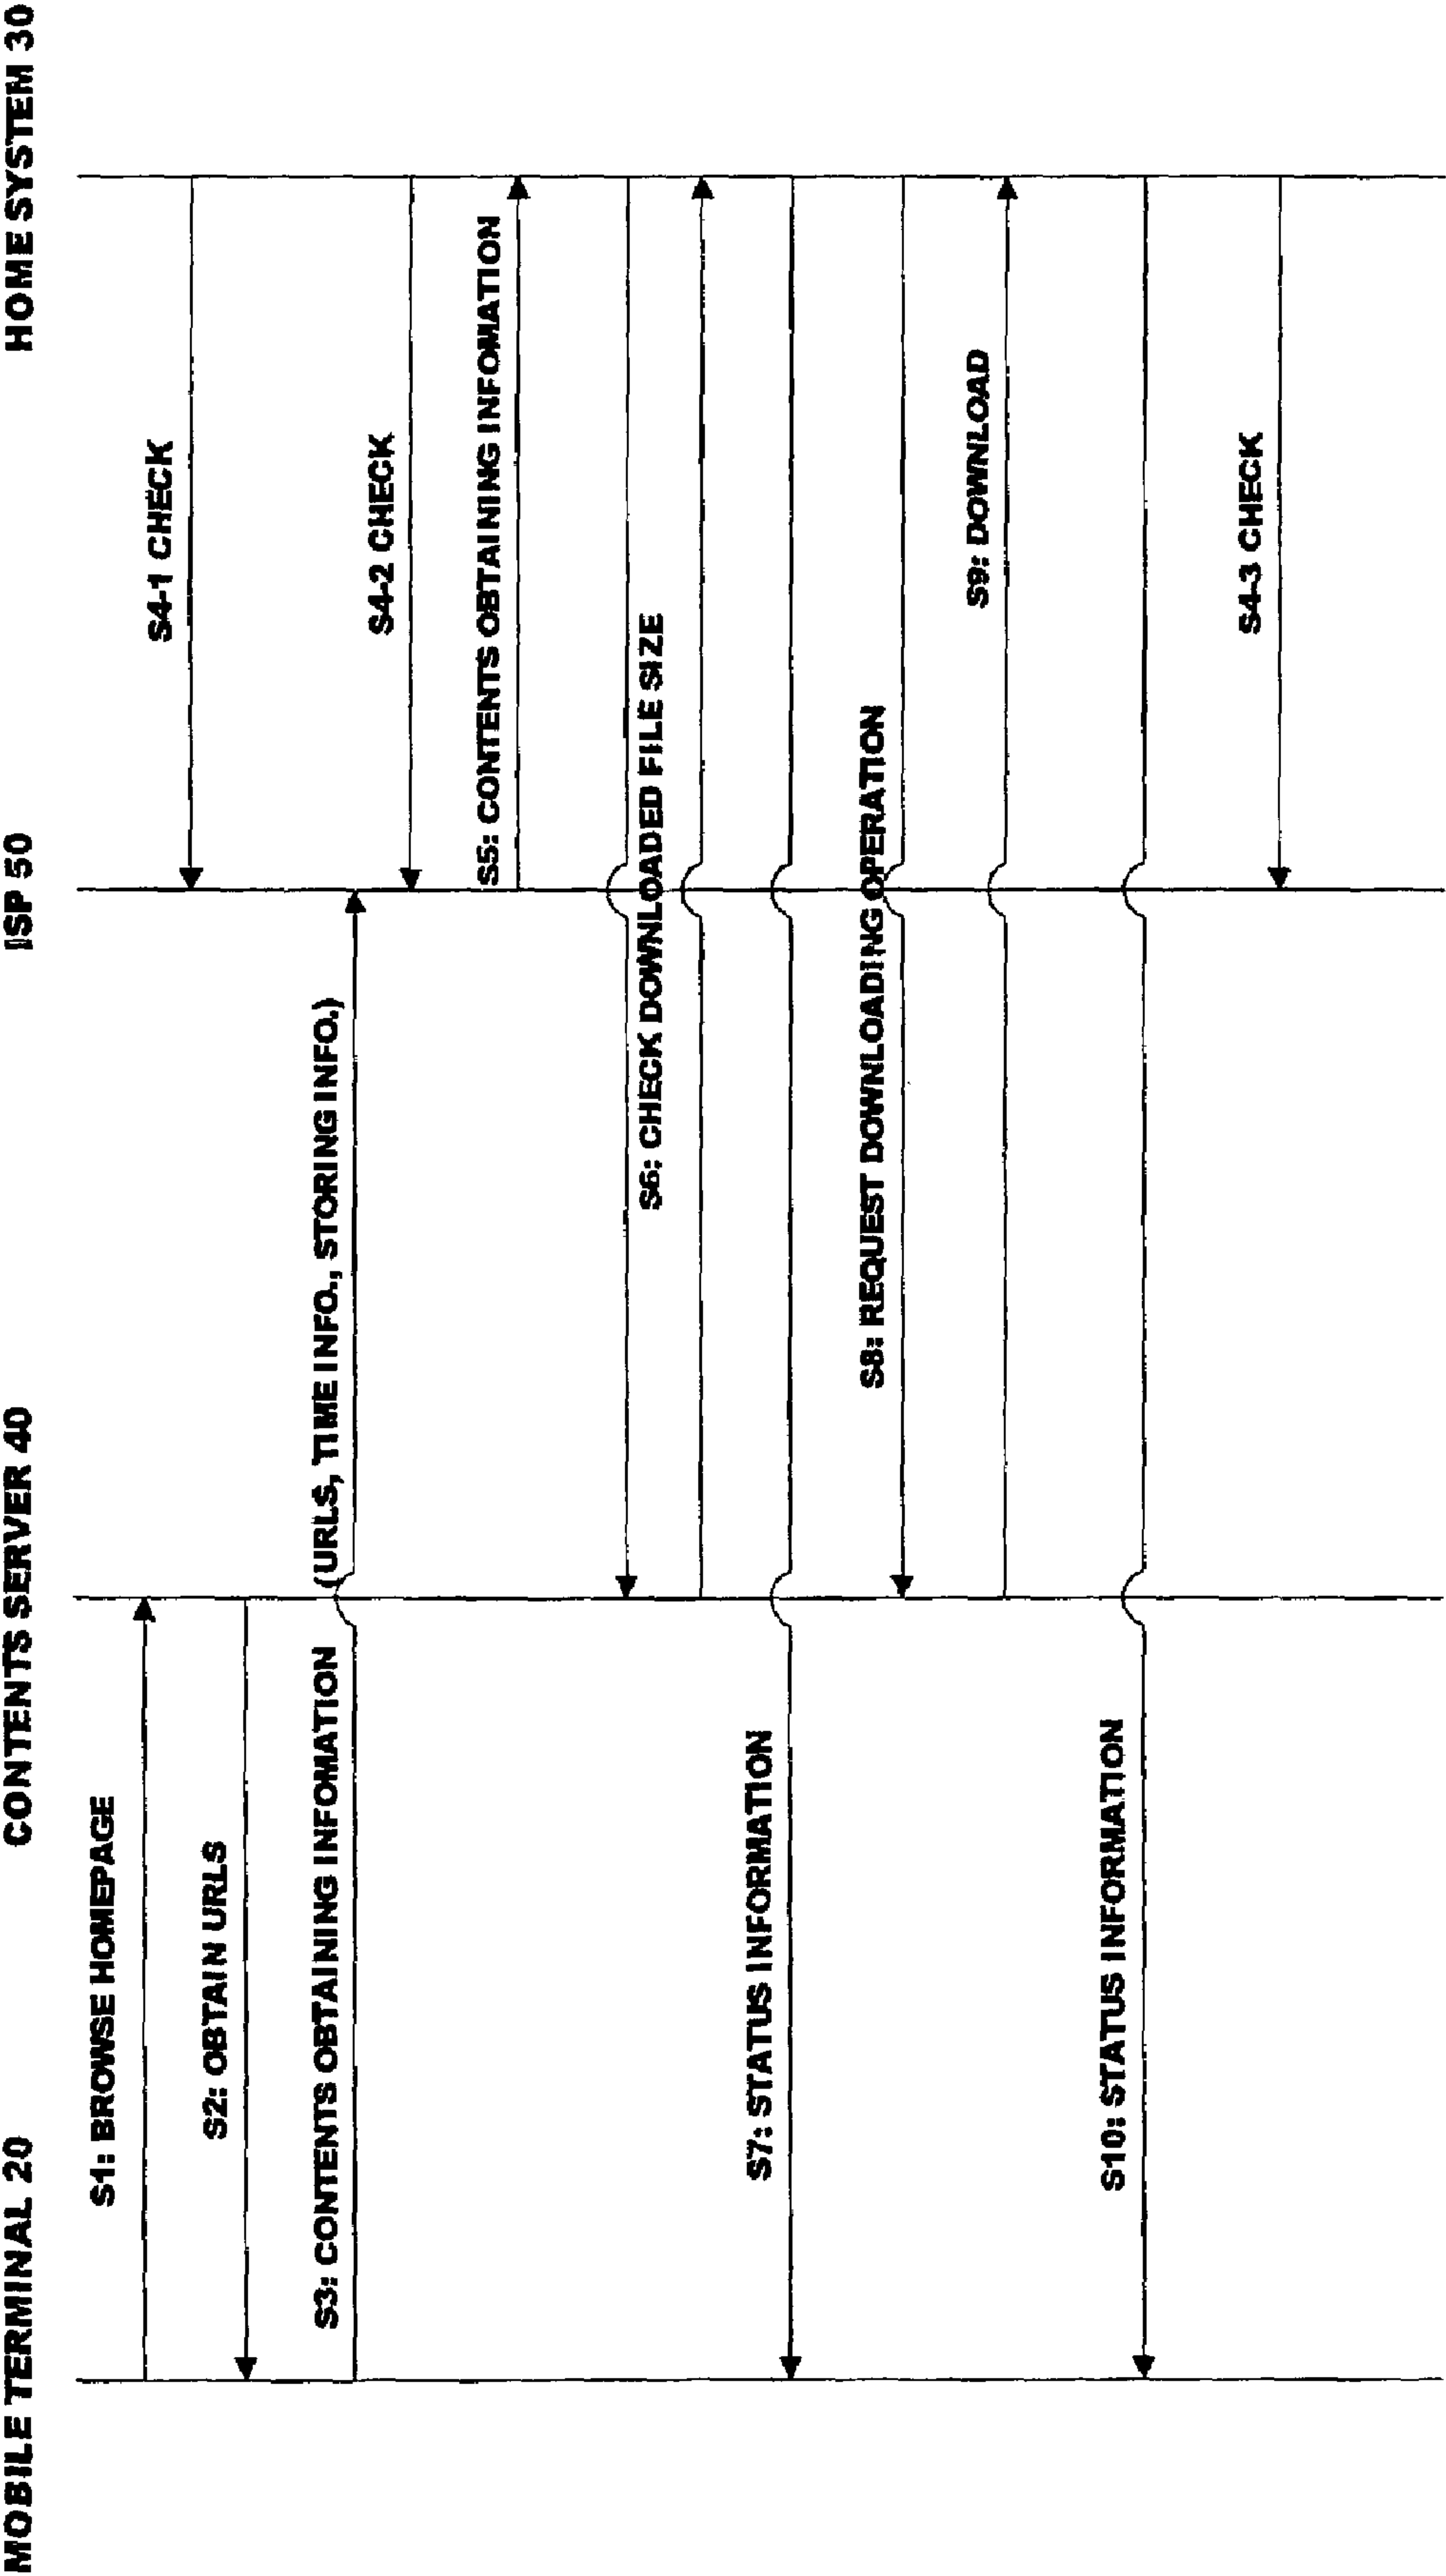 MOBILE TERMINAL 20
CONTENTS SERVER 40
ISP 50
HOME SYSTEM 30
S1: BROWSE HOMEPAGE
S4-1 CHECK
S2: OBTAIN URLS
S3: CONTENTS OBTAINING INFOMATION
(URLS, TIME INFO., STORING INFO.)
S4-2 CHECK
S5: CONTENTS OBTAINING INFOMATION
S6: CHECK DOWNLOADED FILE SIZE
S7: STATUS INFORMATION
S8: REQUEST DOWNLOADING OPERATION
S9: DOWNLOAD
S10: STATUS INFORMATION
S4-3 CHECK